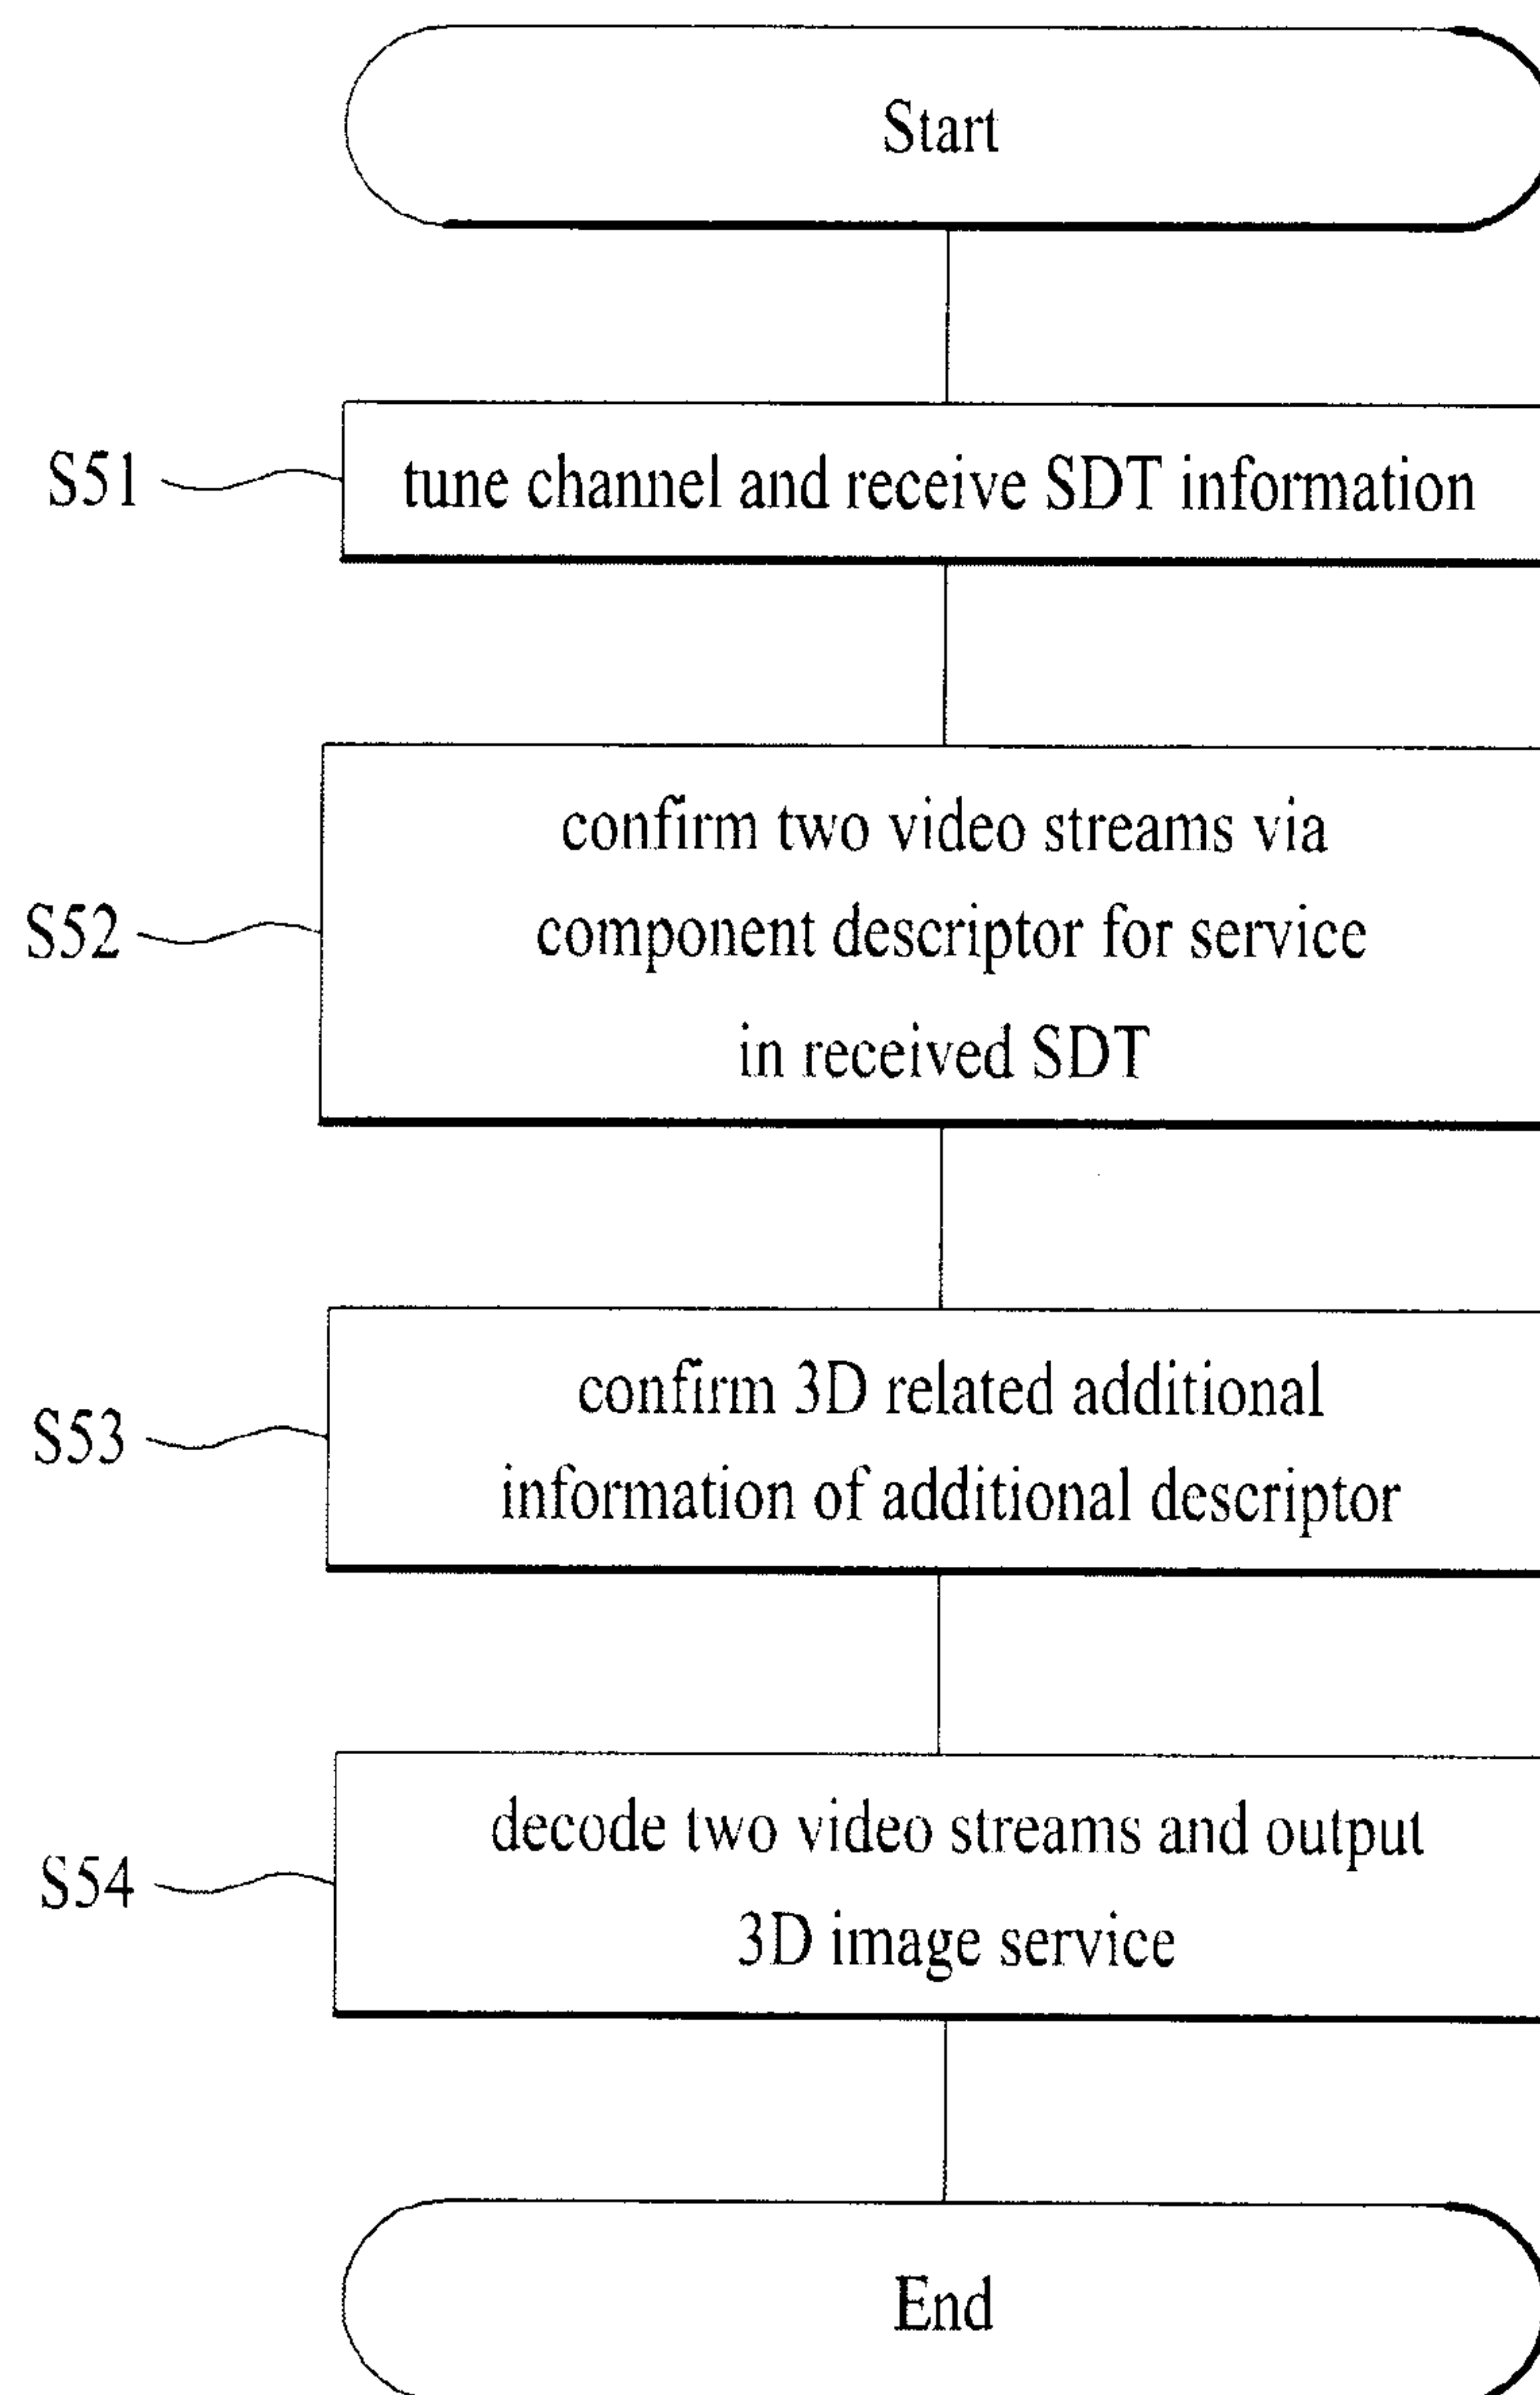 Start
S51
tune channel and receive SDT information
S52
confirm two video streams via
component descriptor for service
in received SDT
S53
confirm 3D related additional
information of additional descriptor
S54
decode two video streams and output
3D image service
End